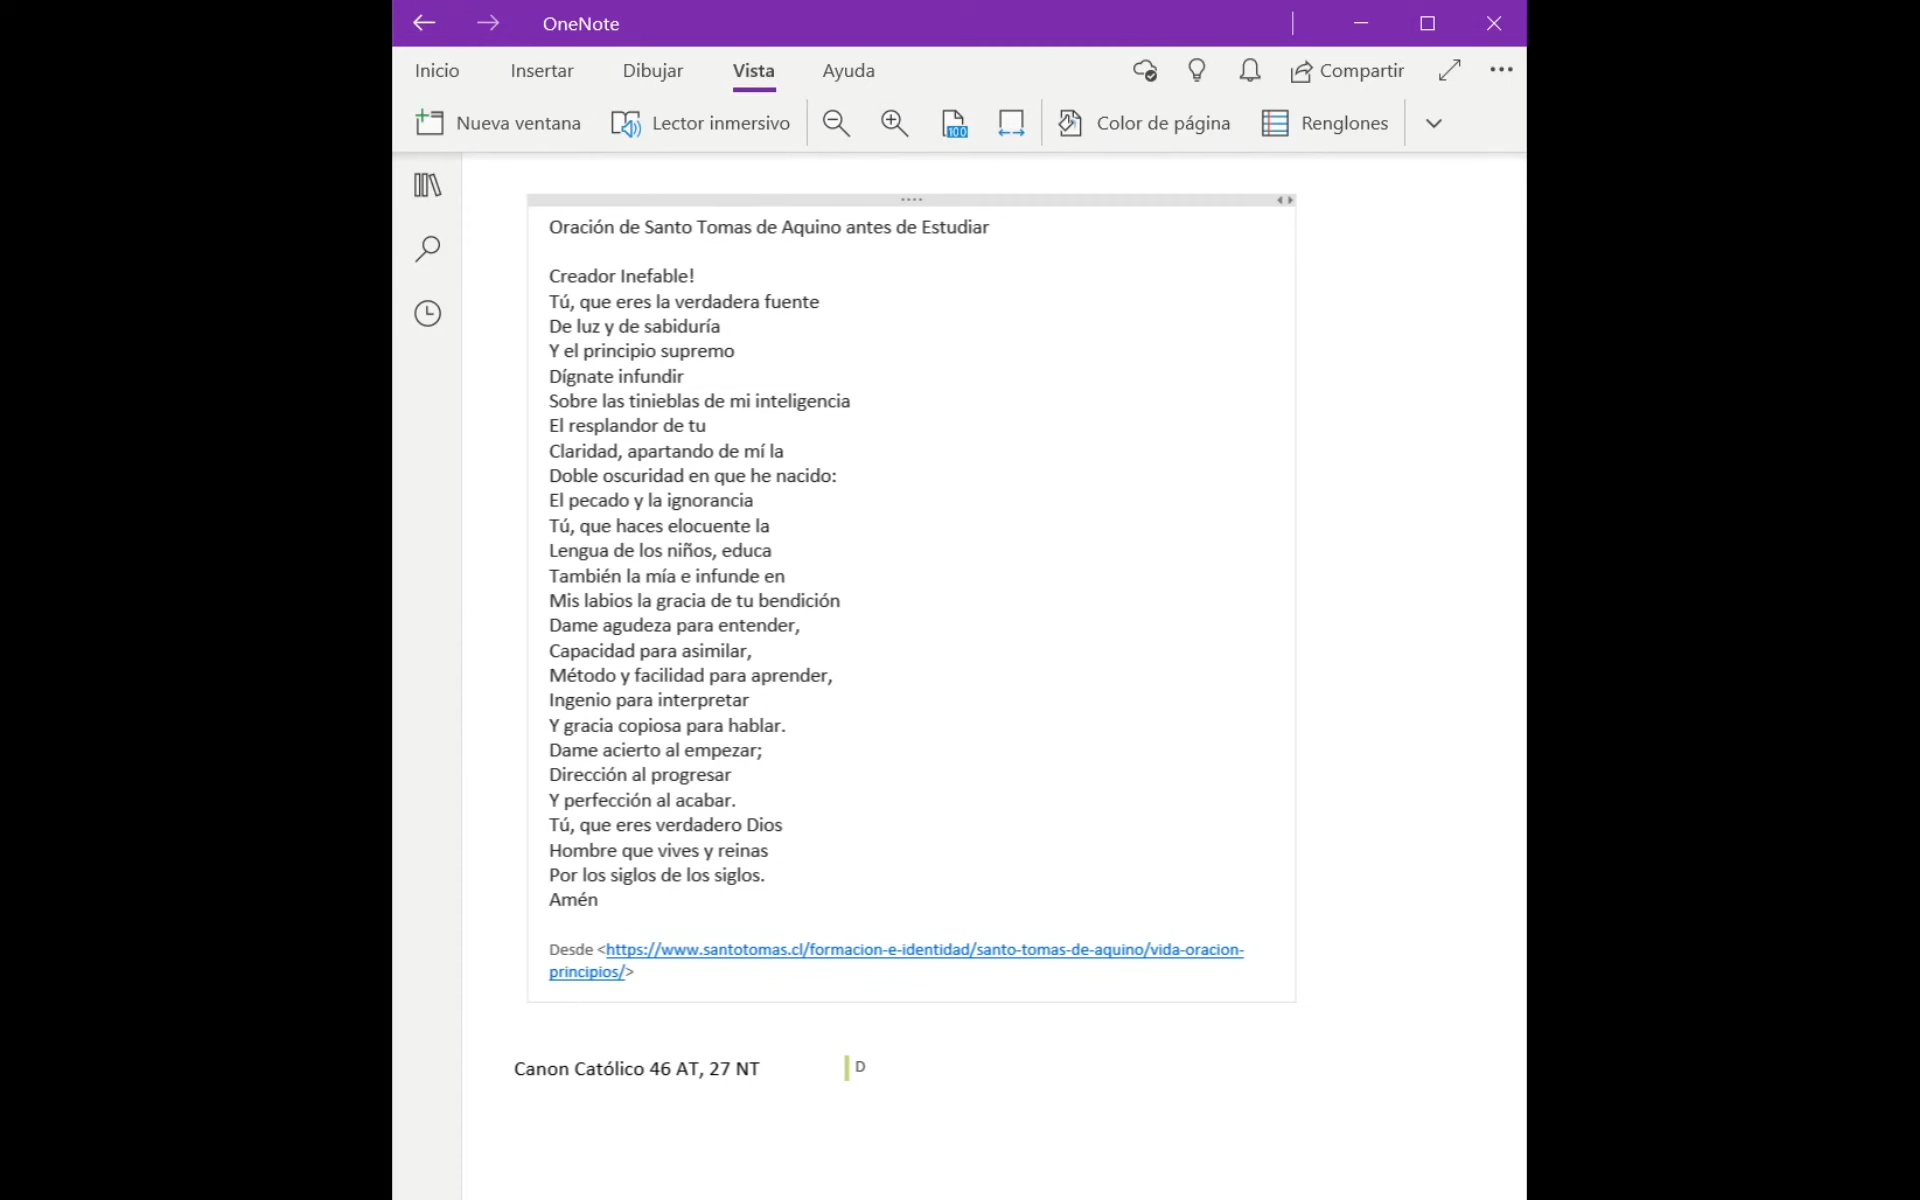 OneNote
Inicio Insertar Dibujar Vista Ayuda Compartir
Nueva ventana Lector inmersivo 100 Color de página Renglones
Oración de Santo Tomas de Aquino antes de Estudiar
Creador Inefable!
Tú, que eres la verdadera fuente
De luz y de sabiduría
Y el principio supremo
Dígnate infundir
Sobre las tinieblas de mi inteligencia
El resplandor de tu
Claridad, apartando de mí la
Doble oscuridad en que he nacido:
El pecado y la ignorancia
Tú, que haces elocuente la
Lengua de los niños, educa
También la mía e infunde en
Mis labios la gracia de tu bendición
Dame agudeza para entender,
Capacidad para asimilar,
Método y facilidad para aprender,
Ingenio para interpretar
Y gracia copiosa para hablar.
Dame acierto al empezar;
Dirección al progresar
Y perfección al acabar.
Tú, que eres verdadero Dios
Hombre que vives y reinas
Por los siglos de los siglos.
Amén
Desde <https://www.santotomas.cl/formacion-e-identidad/santo-tomas-de-aquino/vida-oracion-
principios/>
Canon Católico 46 AT, 27 NT D